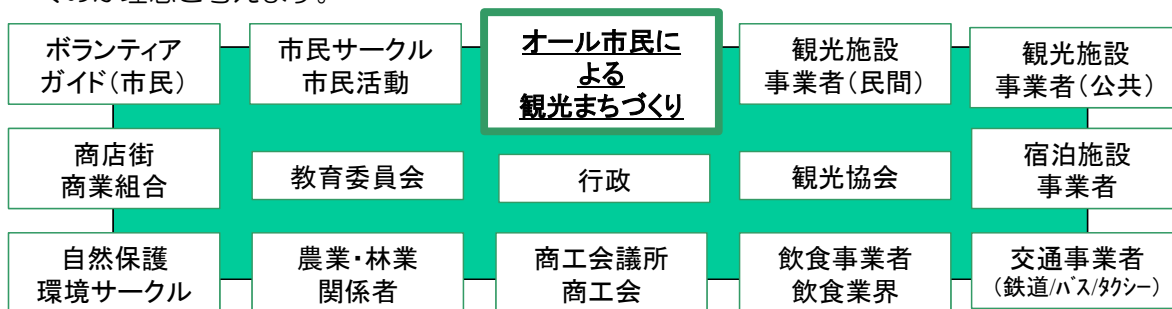 ボランティア
ガイド(市民)
市民サークル
市民活動
オール市民に
よる
観光まちづくり
観光施設
事業者(民間)
観光施設
事業者(公共)
商店街
商業組合
教育委員会
行政
観光協会
宿泊施設
事業者
自然保護
環境サークル
農業・林業
関係者
商工会議所
商工会
飲食事業者
飲食業界
交通事業者
(鉄道/バス/タクシー)